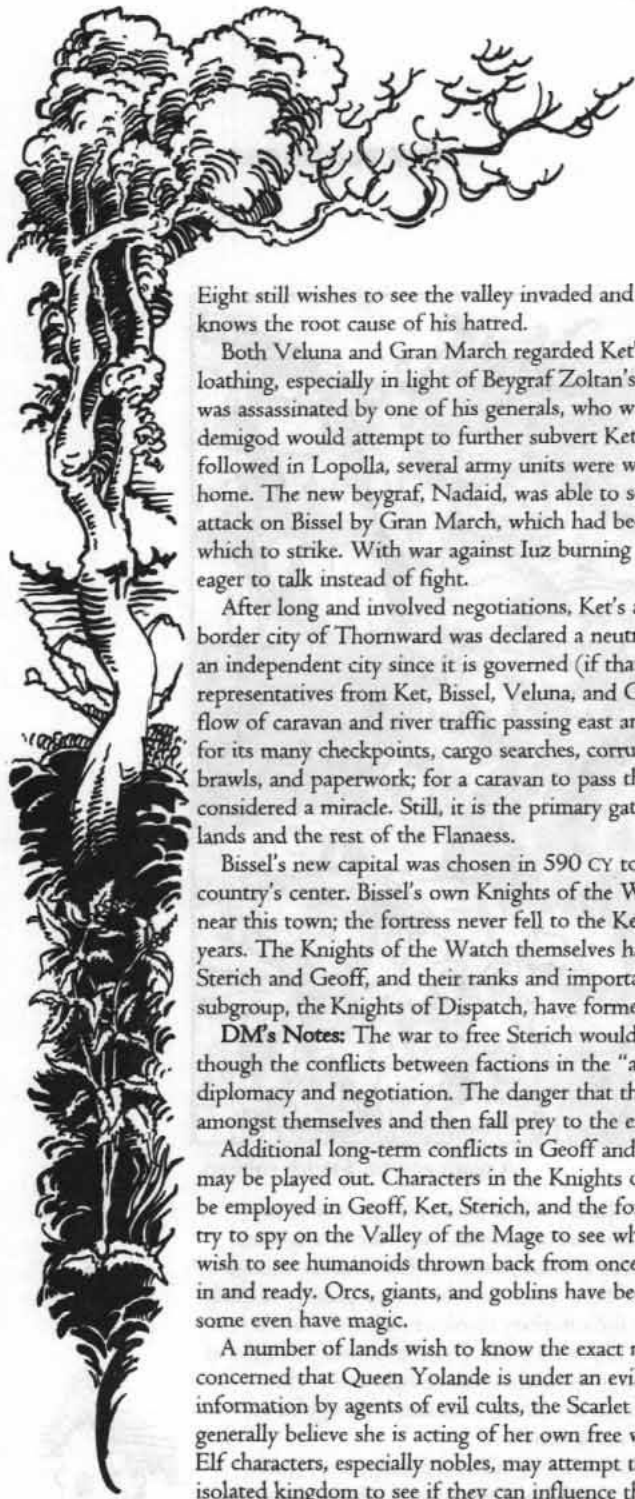 Eight still wishes to see the valley invaded and
knows the root cause of his hatred.
Both Veluna and Gran March regarded Ket'
loathing, especially in light of Beygraf Zoltan's
was assassinated by one of his generals, who w
demigod would attempt to further subvert Ket
followed in Lopolla, several army units were w
home. The new beygraf, Nadaid, was able to s
attack on Bissel by Gran March, which had be
which to strike. With war against Iuz burning
eager to talk instead of fight.
After long and involved negotiations, Ket's a
border city of Thornward was declared a neutr
an independent city since it is governed (if tha
representatives from Ket, Bissel, Veluna, and G
flow of caravan and river traffic passing east an
for its many checkpoints, cargo searches, corru
brawls, and paperwork; for a caravan to pass th
considered a miracle. Still, it is the primary gat
lands and the rest of the Flanaess.
Bissel's new capital was chosen in 590 CY to
country's center. Bissel's own Knights of the W
near this town; the fortress never fell to the Ke
years. The Knights of the Watch themselves ha
Sterich and Geoff, and their ranks and importa
subgroup, the Knights of Dispatch, have forme
DM's Notes: The war to free Sterich would
though the conflicts between factions in the "a
diplomacy and negotiation. The danger that th
amongst themselves and then fall prey to the e
Additional long-term conflicts in Geoff and
may be played out. Characters in the Knights o
be employed in Geoff, Ket, Sterich, and the fo
try to spy on the Valley of the Mage to see wh
wish to see humanoids thrown back from once
in and ready. Orcs, giants, and goblins have be
some even have magic.
A number of lands wish to know the exact n
concerned that Queen Yolande is under an evi
information by agents of evil cults, the Scarlet
generally believe she is acting of her own free w
Elf characters, especially nobles, may attempt t
isolated kingdom to see if they can influence th